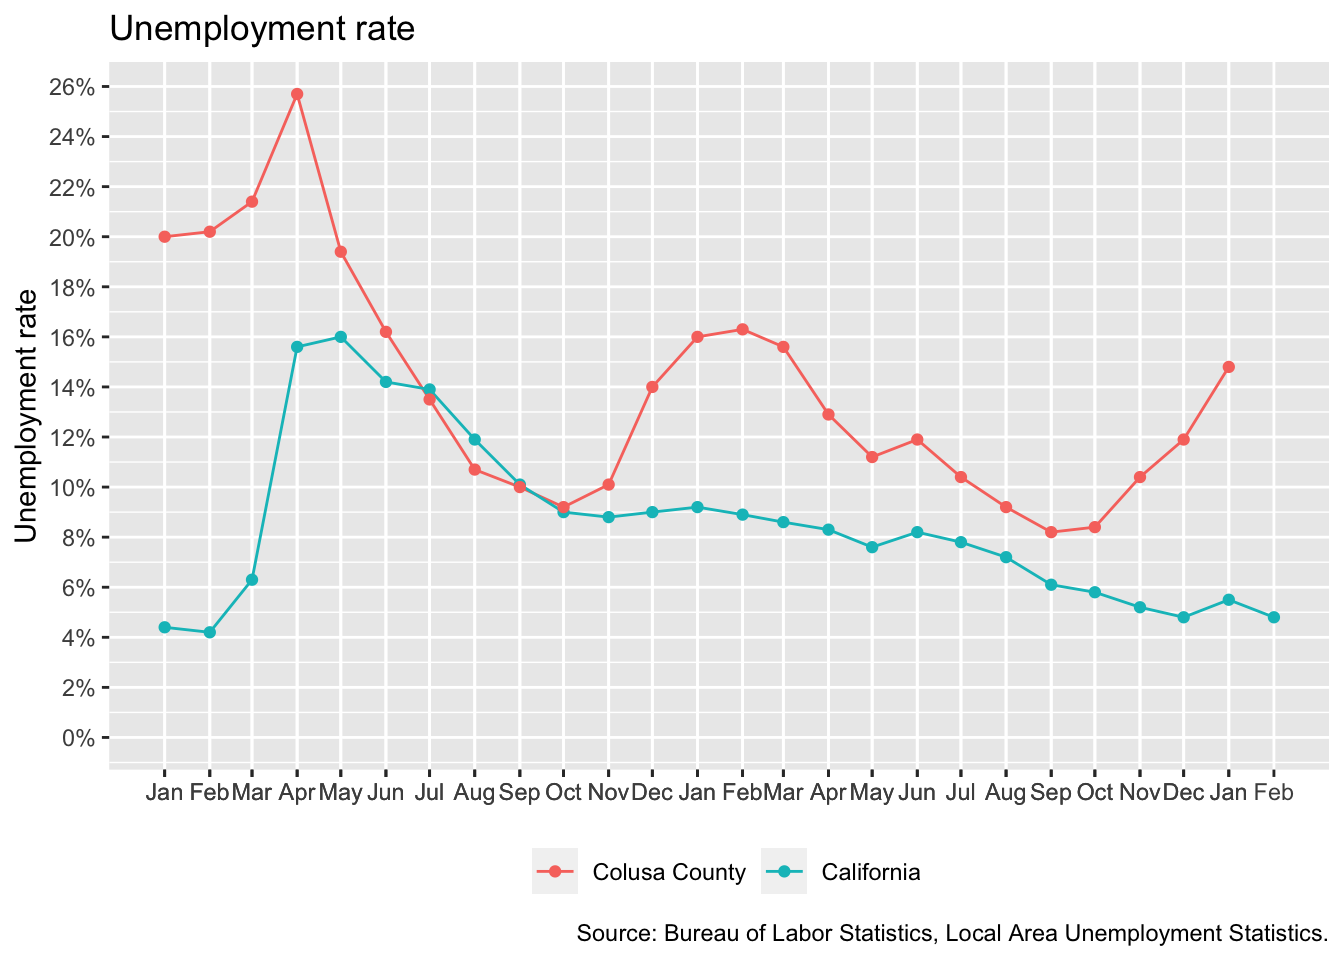 Unemployment rate
Unemployment rate
26%
24%
22%
20%
18%
16%
14%
12%
10%
8%
6%
4%
2%
0%
Jan Feb Mar Apr May Jun Jul Aug Sep Oct Nov Dec Jan Feb Mar Apr May Jun Jul Aug Sep Oct Nov Dec Jan Feb
Colusa County California
Source: Bureau of Labor Statistics, Local Area Unemployment Statistics.